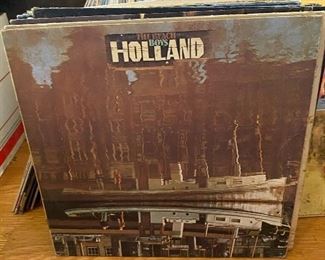 THE BEACH
BOYS
HOLLAND